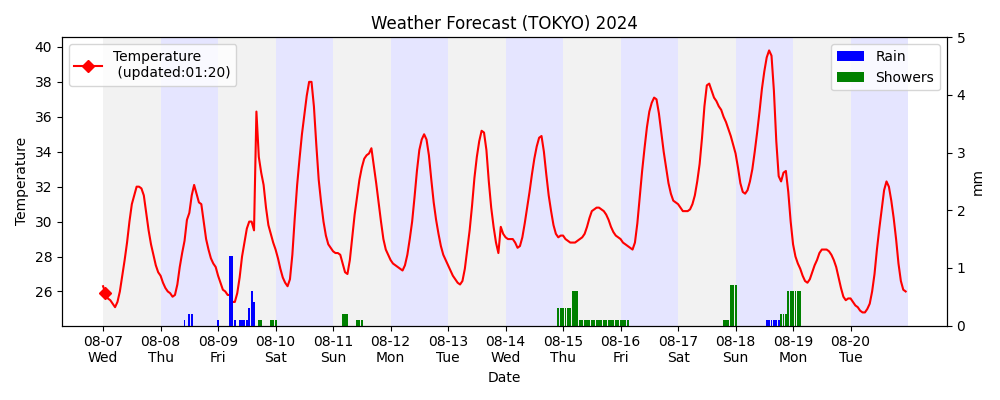 Weather Forecast (TOKYO) 2024
Temperature
(updated:01:20)
Rain
Showers
Temperature
40
38
36
34
32
30
28
26
5
4
3
2
1
0
mm
08-07 08-08 08-09 08-10 08-11 08-12 08-13 08-14 08-15 08-16 08-17 08-18 08-19 08-20
Wed Thu Fri Sat Sun Mon Tue Wed Thu Fri Sat Sun Mon Tue
Date